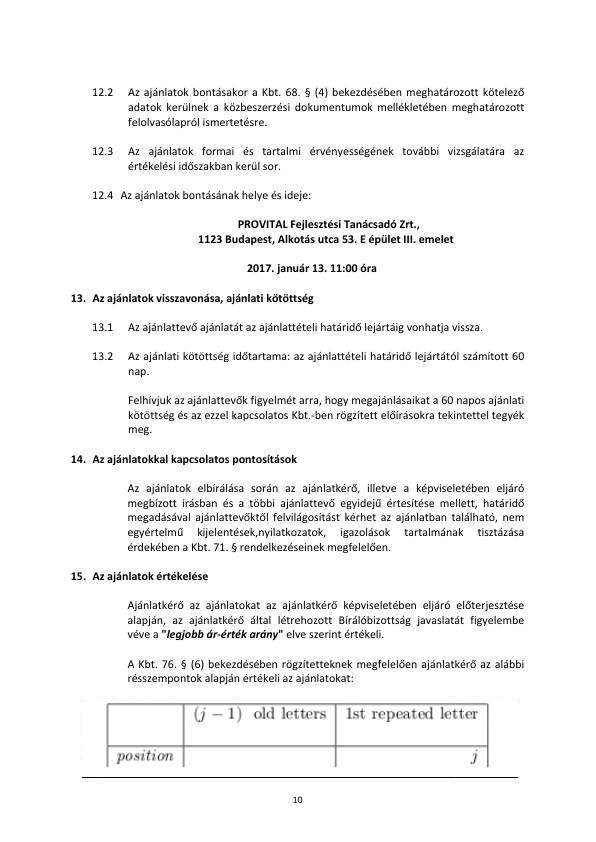 12.2 Az ajánlatok bontásakor a Kbt. 68. § (4) bekezdésében meghatározott kötelező
adatok kerülnek a közbeszerzési dokumentumok mellékletében meghatározott
felolvasólapról ismertetésre.
12.3 Az ajánlatok formai és tartalmi érvényességének további vizsgálatára az
értékelési időszakban kerül sor.
12.4 Az ajánlatok bontásának helye és ideje:
PROVITAL Fejlesztési Tanácsadó Zrt.,
1123 Budapest, Alkotás utca 53. E épület III. emelet
2017. január 13. 11:00 óra
13. Az ajánlatok visszavonása, ajánlati kötöttség
13.1 Az ajánlattevő ajánlatát az ajánlattételi határidő lejártáig vonhatja vissza.
13.2 Az ajánlati kötöttség időtartama: az ajánlattételi határidő lejártától számított 60
nap.
Felhívjuk az ajánlattevők figyelmét arra, hogy megajánlásaikat a 60 napos ajánlati
kötöttség és az ezzel kapcsolatos Kbt.-ben rögzített előírásokra tekintettel tegyék
meg.
14. Az ajánlatokkal kapcsolatos pontosítások
Az ajánlatok elbírálása során az ajánlatkérő, illetve a képviseletében eljáró
megbízott írásban és a többi ajánlattevő egyidejű értesítése mellett, határidő
megadásával ajánlattevőktől felvilágosítást kérhet az ajánlatban található, nem
egyértelmű kijelentések,nyilatkozatok, igazolások tartalmának tisztázása
érdekében a Kbt. 71. § rendelkezéseinek megfelelően.
15. Az ajánlatok értékelése
Ajánlatkérő az ajánlatokat az ajánlatkérő képviseletében eljáró előterjesztése
alapján, az ajánlatkérő által létrehozott Bírálóbizottság javaslatát figyelembe
véve a "legjobb ár-érték arány" elve szerint értékeli.
A Kbt. 76. § (6) bekezdésében rögzítetteknek megfelelően ajánlatkérő az alábbi
résszempontok alapján értékeli az ajánlatokat:
(j − 1) old letters 1st repeated letter
position j
10